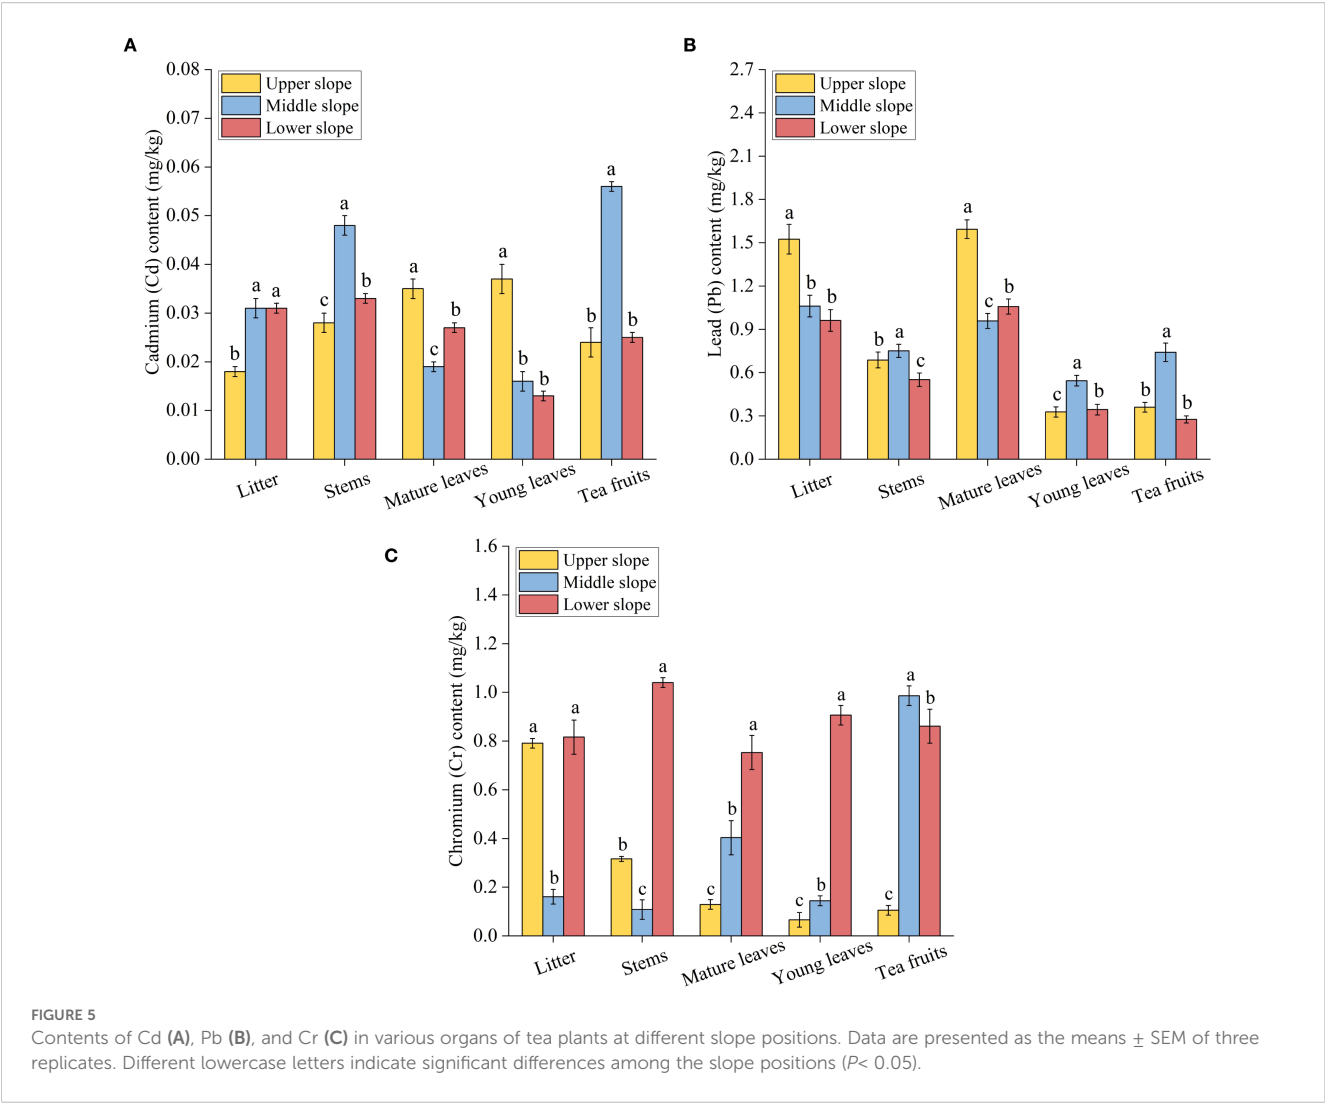 A
Cadmium (Cd) content (mg/kg)
0.08
0.07
0.06
0.05
0.04
0.03
0.02
0.01
0.00
Upper slope
Middle slope
Lower slope
b a a
c a b
a c b
a b b
b a b
Litter
Stems
Mature leaves
Young leaves
Tea fruits
B
Lead (Pb) content (mg/kg)
2.7
2.4
2.1
1.8
1.5
1.2
0.9
0.6
0.3
0.0
Upper slope
Middle slope
Lower slope
a b b
b a c
a c b
c a b
b a b
Litter
Stems
Mature leaves
Young leaves
Tea fruits
C
Chromium (Cr) content (mg/kg)
1.6
1.4
1.2
1.0
0.8
0.6
0.4
0.2
0.0
Upper slope
Middle slope
Lower slope
a b a
b c a
c b a
c b a
c a b
Litter
Stems
Mature leaves
Young leaves
Tea fruits
FIGURE 5
Contents of Cd (A), Pb (B), and Cr (C) in various organs of tea plants at different slope positions. Data are presented as the means ± SEM of three
replicates. Different lowercase letters indicate significant differences among the slope positions (P< 0.05).